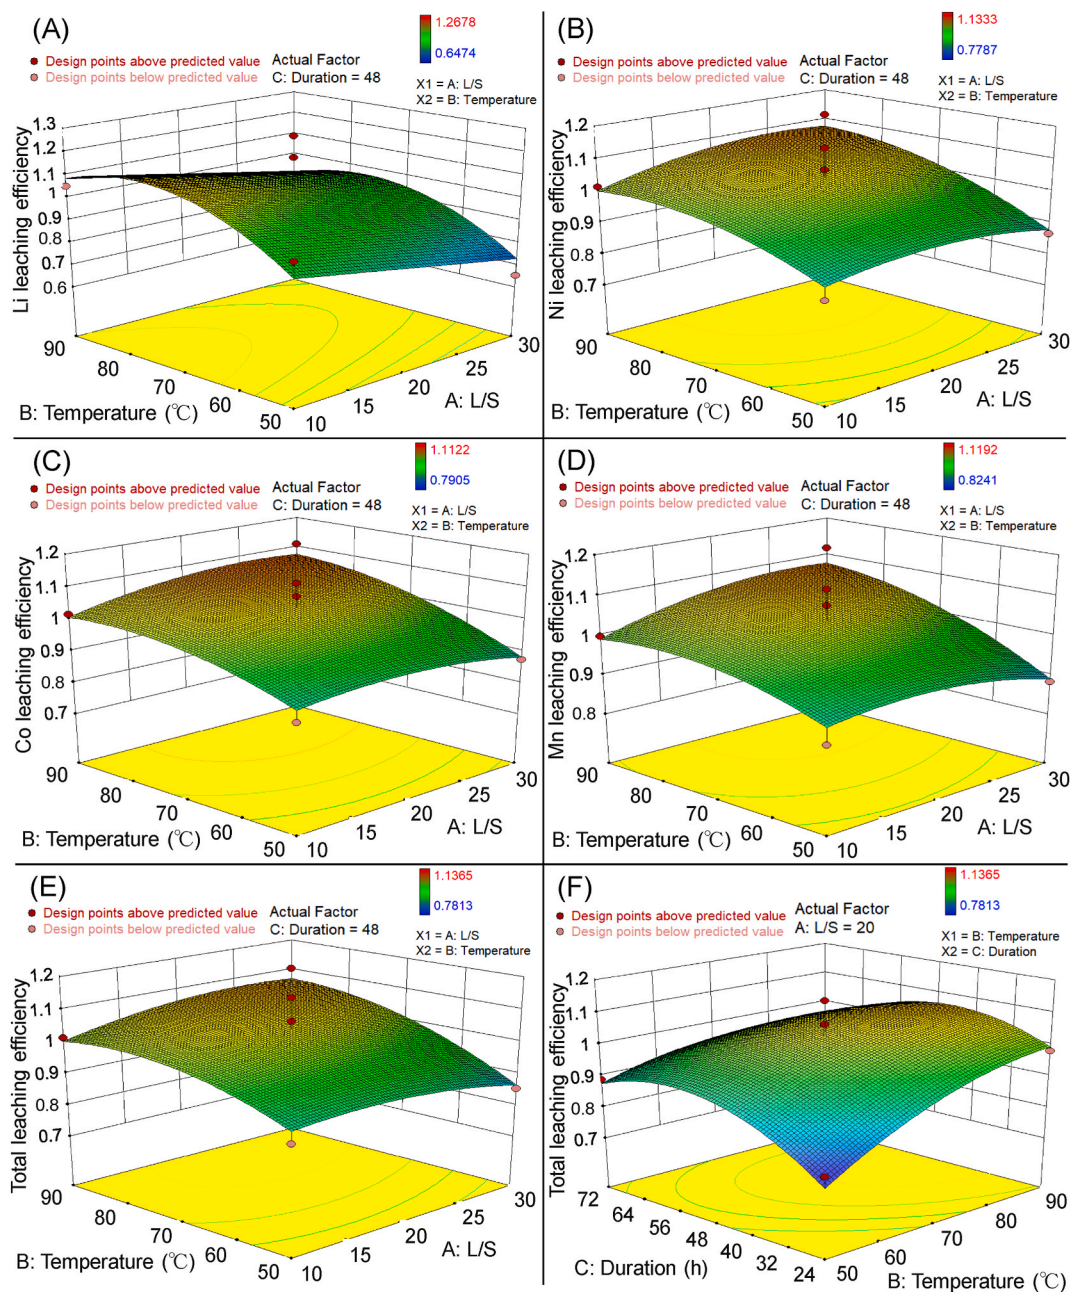 (A)
1.2678
0.6474
Design points above predicted value
Design points below predicted value
Actual Factor
C: Duration = 48
X1 = A: L/S
X2 = B: Temperature
Li leaching efficiency
1.3
1.2
1.1
1
0.9
0.8
0.7
0.6
90
80
70
60
50
B: Temperature (℃)
10
15
20
25
30
A: L/S
(B)
1.1333
0.7787
Design points above predicted value
Design points below predicted value
Actual Factor
C: Duration = 48
X1 = A: L/S
X2 = B: Temperature
Ni leaching efficiency
1.2
1.1
1
0.9
0.8
0.7
90
80
70
60
50
B: Temperature (℃)
10
15
20
25
30
A: L/S
(C)
1.1122
0.7905
Design points above predicted value
Design points below predicted value
Actual Factor
C: Duration = 48
X1 = A: L/S
X2 = B: Temperature
Co leaching efficiency
1.2
1.1
1
0.9
0.8
0.7
90
80
70
60
50
B: Temperature (℃)
10
15
20
25
30
A: L/S
(D)
1.1192
0.8241
Design points above predicted value
Design points below predicted value
Actual Factor
C: Duration = 48
X1 = A: L/S
X2 = B: Temperature
Mn leaching efficiency
1.2
1.1
1
0.9
0.8
90
80
70
60
50
B: Temperature (℃)
10
15
20
25
30
A: L/S
(E)
1.1365
0.7813
Design points above predicted value
Design points below predicted value
Actual Factor
C: Duration = 48
X1 = A: L/S
X2 = B: Temperature
Total leaching efficiency
1.2
1.1
1
0.9
0.8
0.7
90
80
70
60
50
B: Temperature (℃)
10
15
20
25
30
A: L/S
(F)
1.1365
0.7813
Design points above predicted value
Design points below predicted value
Actual Factor
A: L/S = 20
X1 = B: Temperature
X2 = C: Duration
Total leaching efficiency
1.2
1.1
1
0.9
0.8
0.7
72
64
56
48
40
32
24
C: Duration (h)
50
60
70
80
90
B: Temperature (℃)